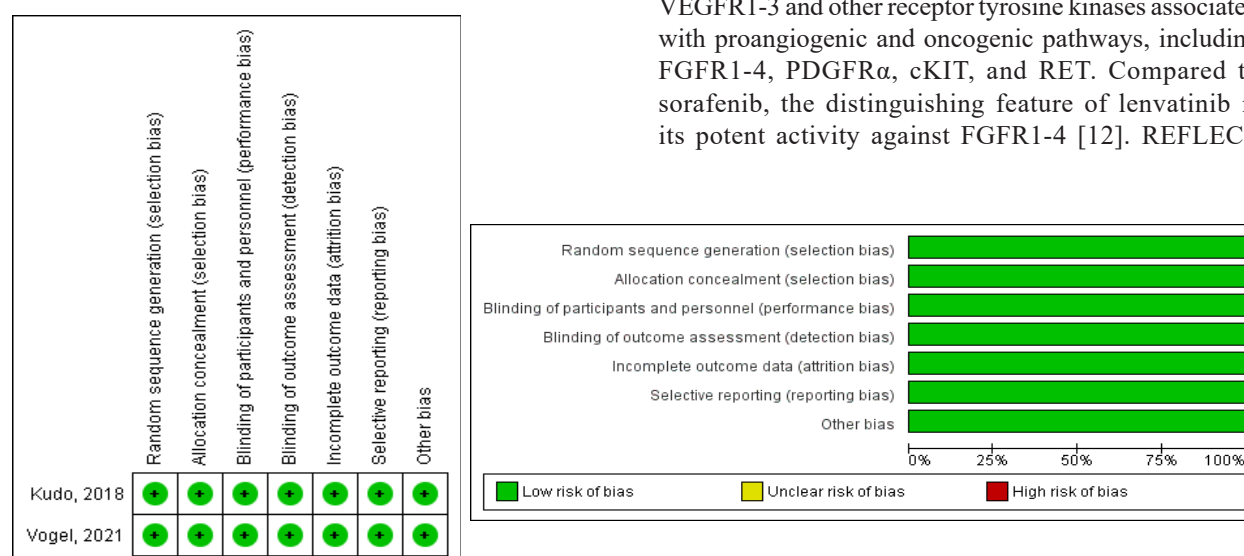 VEGFR1-3 and other receptor tyrosine kinases associate
with proangiogenic and oncogenic pathways, includin
FGFR1-4, PDGFRα, cKIT, and RET. Compared t
sorafenib, the distinguishing feature of lenvatinib i
its potent activity against FGFR1-4 [12]. REFLEC
Random sequence generation (selection bias)
Allocation concealment (selection bias)
Blinding of participants and personnel (performance bias)
Blinding of outcome assessment (detection bias)
Incomplete outcome data (attrition bias)
Selective reporting (reporting bias)
Other bias
Kudo, 2018 + + + + + + +
Vogel, 2021 + + + + + + +
Random sequence generation (selection bias)
Allocation concealment (selection bias)
Blinding of participants and personnel (performance bias)
Blinding of outcome assessment (detection bias)
Incomplete outcome data (attrition bias)
Selective reporting (reporting bias)
Other bias
0% 25% 50% 75% 100%
Low risk of bias Unclear risk of bias High risk of bias